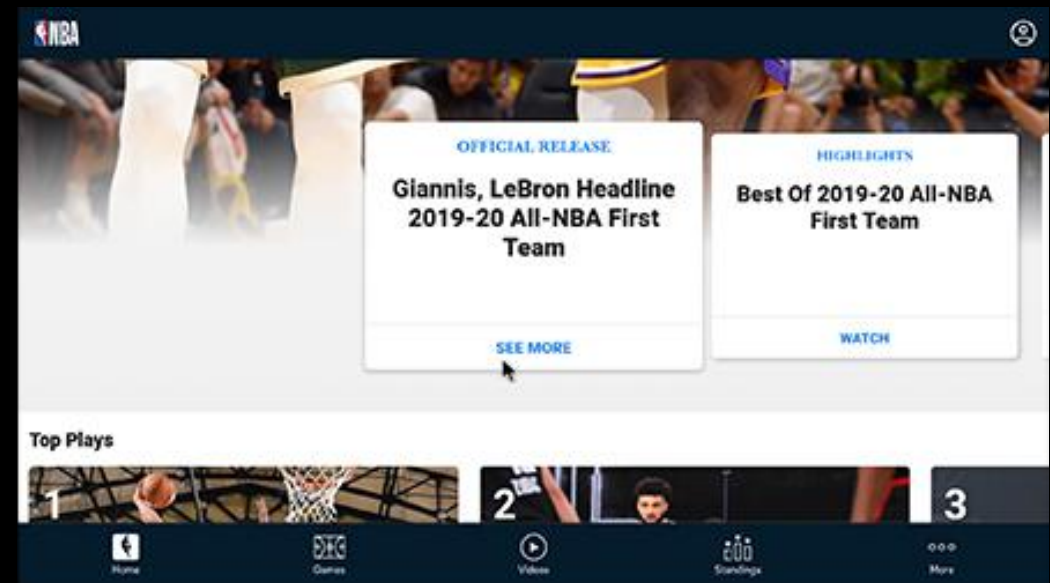 NBA
OFFICIAL RELEASE
Giannis, LeBron Headline
2019-20 All-NBA First
Team
SEE MORE
HIGHLIGHTS
Best Of 2019-20 All-NBA
First Team
WATCH
Top Plays
1
2
3
Home
Games
Videos
Standings
More